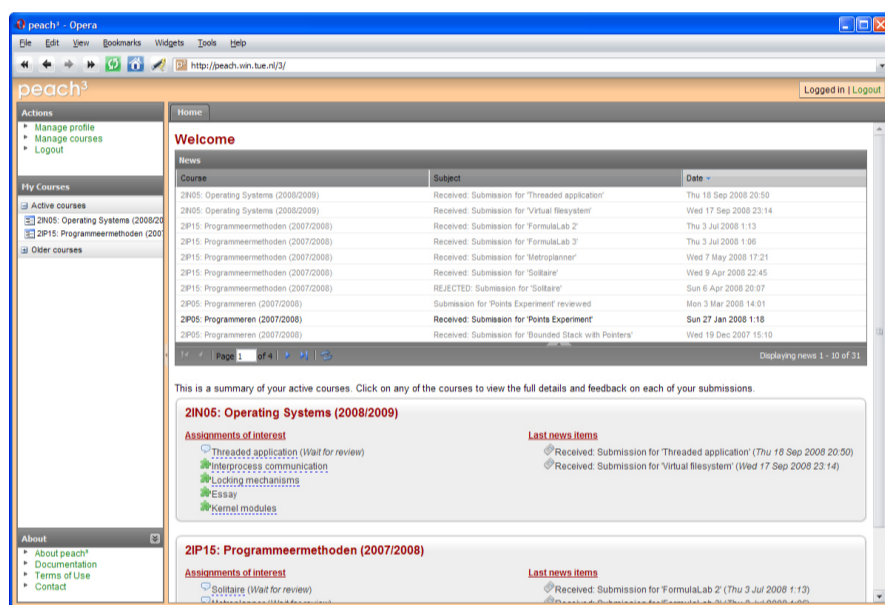 peach³ - Opera
File Edit View Bookmarks Widgets Tools Help
http://peach.win.tue.nl/3/
peach³
Logged in | Logout
Actions
Manage profile
Manage courses
Logout
My Courses
Active courses
2IN05: Operating Systems (2008/20
2IP15: Programmeermethoden (200
Older courses
About
About peach³
Documentation
Terms of Use
Contact
Home
Welcome
News
Course Subject Date
2IN05: Operating Systems (2008/2009) Received: Submission for 'Threaded application' Thu 18 Sep 2008 20:50
2IN05: Operating Systems (2008/2009) Received: Submission for 'Virtual filesystem' Wed 17 Sep 2008 23:14
2IP15: Programmeermethoden (2007/2008) Received: Submission for 'FormulaLab 2' Thu 3 Jul 2008 1:13
2IP15: Programmeermethoden (2007/2008) Received: Submission for 'FormulaLab 3' Thu 3 Jul 2008 1:06
2IP15: Programmeermethoden (2007/2008) Received: Submission for 'Metroplanner' Wed 7 May 2008 17:21
2IP15: Programmeermethoden (2007/2008) Received: Submission for 'Solitaire' Wed 9 Apr 2008 22:45
2IP15: Programmeermethoden (2007/2008) REJECTED: Submission for 'Solitaire' Sun 6 Apr 2008 20:07
2IP05: Programmeren (2007/2008) Submission for 'Points Experiment' reviewed Mon 3 Mar 2008 14:01
2IP05: Programmeren (2007/2008) Received: Submission for 'Points Experiment' Sun 27 Jan 2008 1:18
2IP05: Programmeren (2007/2008) Received: Submission for 'Bounded Stack with Pointers' Wed 19 Dec 2007 15:10
Page 1 of 4 Displaying news 1 - 10 of 31
This is a summary of your active courses. Click on any of the courses to view the full details and feedback on each of your submissions.
2IN05: Operating Systems (2008/2009)
Assignments of interest
Threaded application (Wait for review)
Interprocess communication
Locking mechanisms
Essay
Kernel modules
Last news items
Received: Submission for 'Threaded application' (Thu 18 Sep 2008 20:50)
Received: Submission for 'Virtual filesystem' (Wed 17 Sep 2008 23:14)
2IP15: Programmeermethoden (2007/2008)
Assignments of interest
Solitaire (Wait for review)
Last news items
Received: Submission for 'FormulaLab 2' (Thu 3 Jul 2008 1:13)